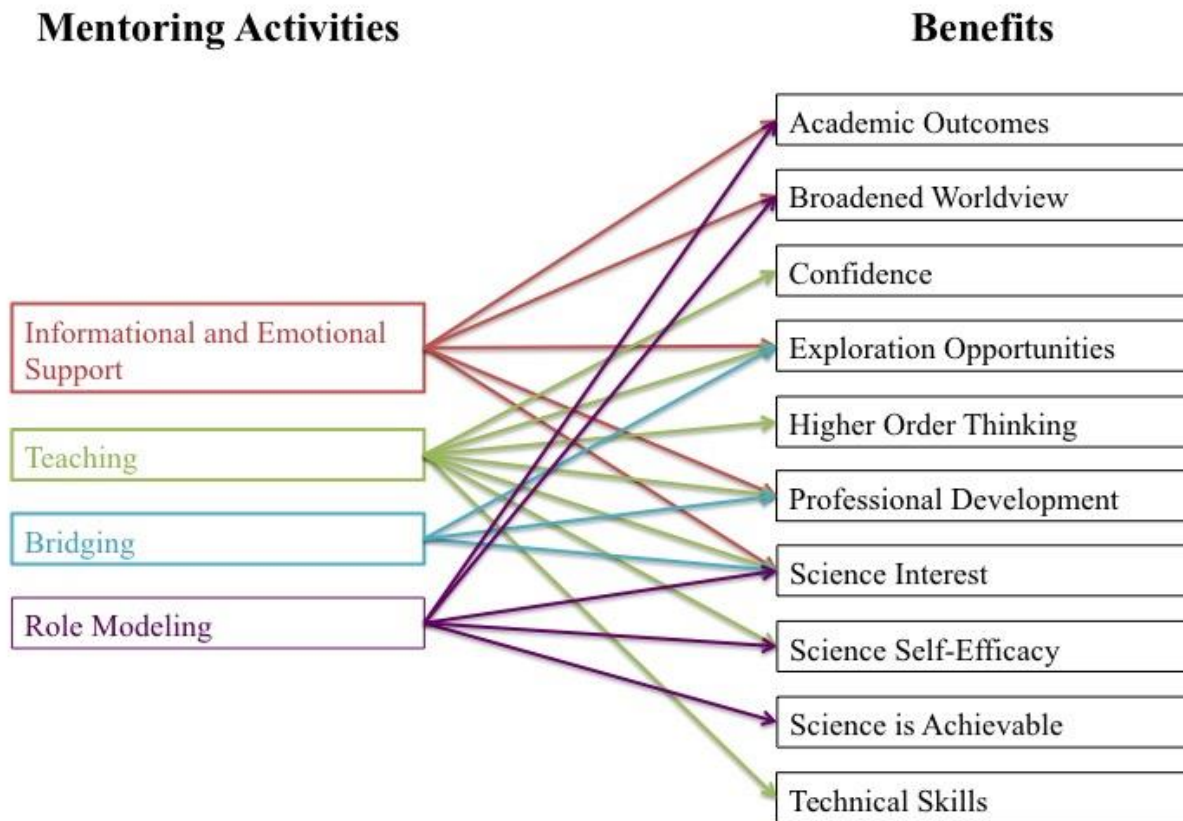 Mentoring Activities
Benefits
Informational and Emotional
Support
Teaching
Bridging
Role Modeling
Academic Outcomes
Broadened Worldview
Confidence
Exploration Opportunities
Higher Order Thinking
Professional Development
Science Interest
Science Self-Efficacy
Science is Achievable
Technical Skills